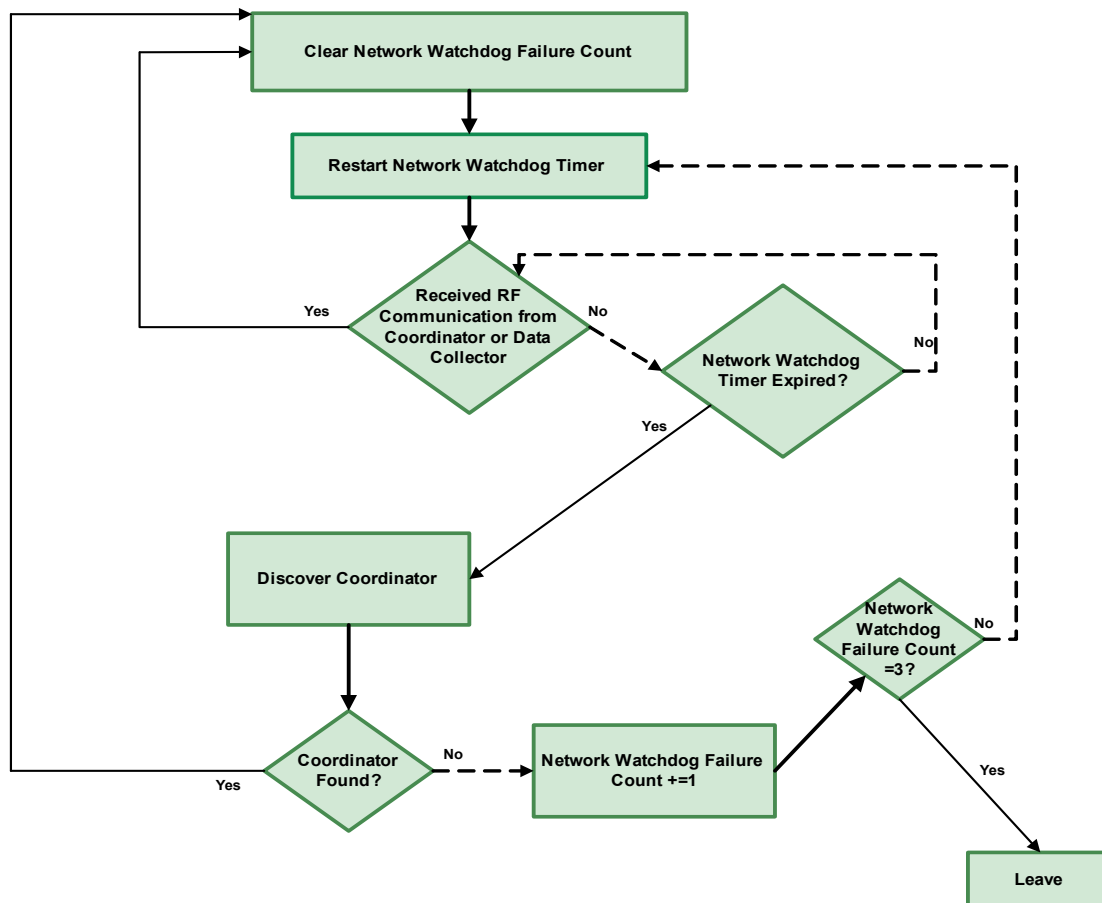 Clear Network Watchdog Failure Count
Restart Network Watchdog Timer
Received RF
Communication from
Coordinator or Data
Collector
Yes
No
Network Watchdog
Timer Expired?
No
Yes
Discover Coordinator
Coordinator
Found?
Yes
No
Network Watchdog Failure
Count +=1
Network
Watchdog
Failure Count
=3?
No
Yes
Leave